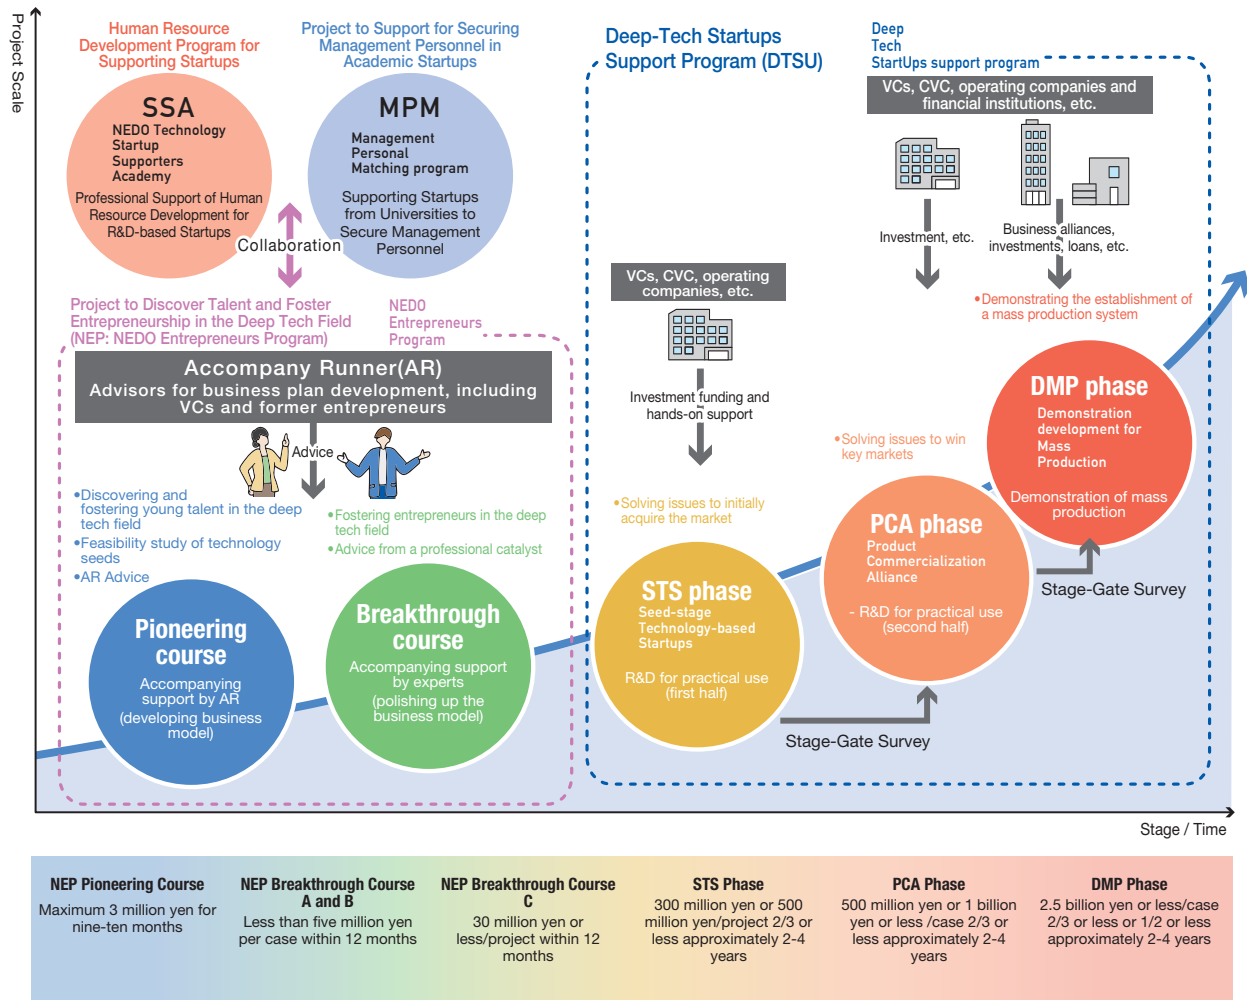 Project Scale
Human Resource
Development Program for
Supporting Startups
SSA
NEDO Technology
Startup
Supporters
Academy
Professional Support of Human
Resource Development for
R&D-based Startups
Project to Support for Securing
Management Personnel in
Academic Startups
MPM
Management
Personal
Matching program
Supporting Startups
from Universities to
Secure Management
Personnel
Collaboration
Project to Discover Talent and Foster
Entrepreneurship in the Deep Tech Field
(NEP: NEDO Entrepreneurs Program)
NEDO
Entrepreneurs
Program
Accompany Runner(AR)
Advisors for business plan development, including
VCs and former entrepreneurs
Advice
•Discovering and
fostering young talent in the deep
tech field
•Feasibility study of technology
seeds
•AR Advice
•Fostering entrepreneurs in the deep
tech field
•Advice from a professional catalyst
Pioneering
course
Accompanying
support by AR
(developing business
model)
Breakthrough
course
Accompanying support
by experts
(polishing up the
business model)
Deep-Tech Startups
Support Program (DTSU)
Deep
Tech
StartUps support program
VCs, CVC, operating companies and
financial institutions, etc.
Investment, etc.
Business alliances,
investments, loans, etc.
VCs, CVC, operating
companies, etc.
Investment funding and
hands-on support
•Solving issues to initially
acquire the market
STS phase
Seed-stage
Technology-based
Startups
R&D for practical use
(first half)
Stage-Gate Survey
•Solving issues to win
key markets
PCA phase
Product
Commercialization
Alliance
- R&D for practical use
(second half)
Stage-Gate Survey
•Demonstrating the establishment of
a mass production system
DMP phase
Demonstration
development for
Mass
Production
Demonstration of mass
production
Stage / Time
NEP Pioneering Course
Maximum 3 million yen for
nine-ten months
NEP Breakthrough Course
A and B
Less than five million yen
per case within 12 months
NEP Breakthrough Course
C
30 million yen or
less/project within 12
months
STS Phase
300 million yen or 500
million yen/project 2/3 or
less approximately 2-4
years
PCA Phase
500 million yen or 1 billion
yen or less /case 2/3 or
less approximately 2-4
years
DMP Phase
2.5 billion yen or less/case
2/3 or less or 1/2 or less
approximately 2-4 years